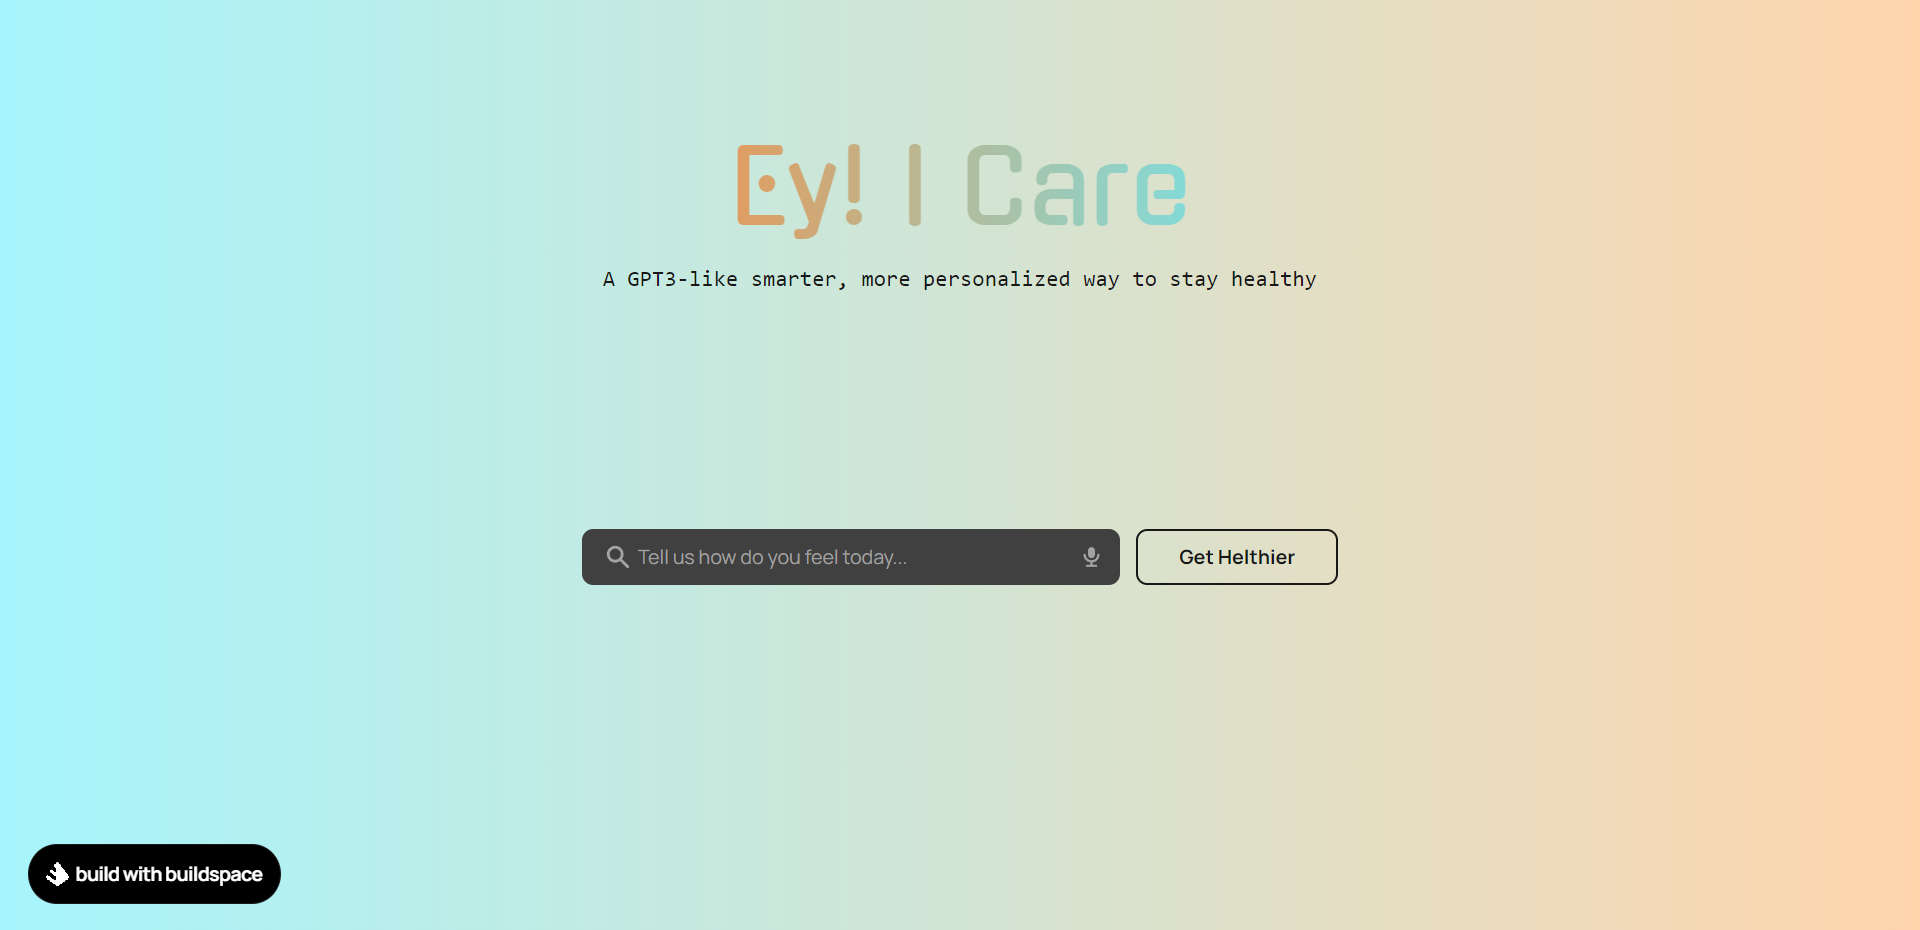 Ey! I Care
A GPT3-like smarter, more personalized way to stay healthy
Tell us how do you feel today...
Get Helthier
build with buildspace